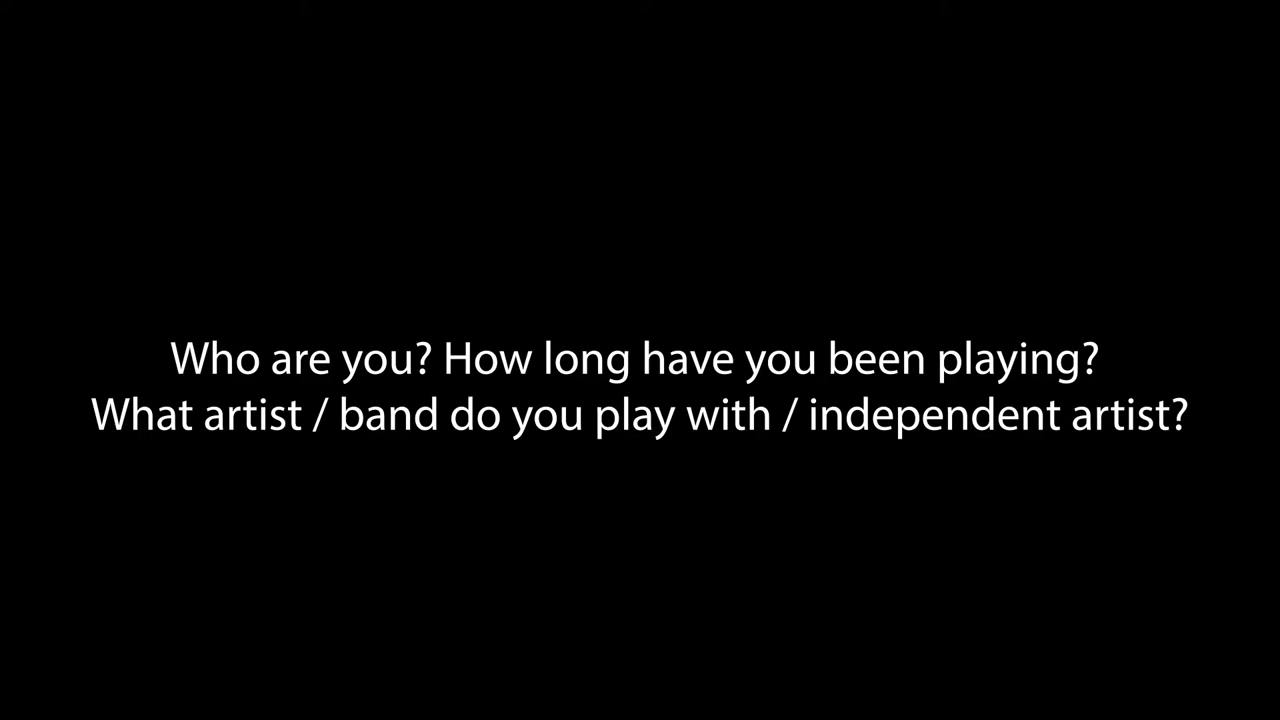 Who are you? How long have you been playing?
What artist / band do you play with / independent artist?